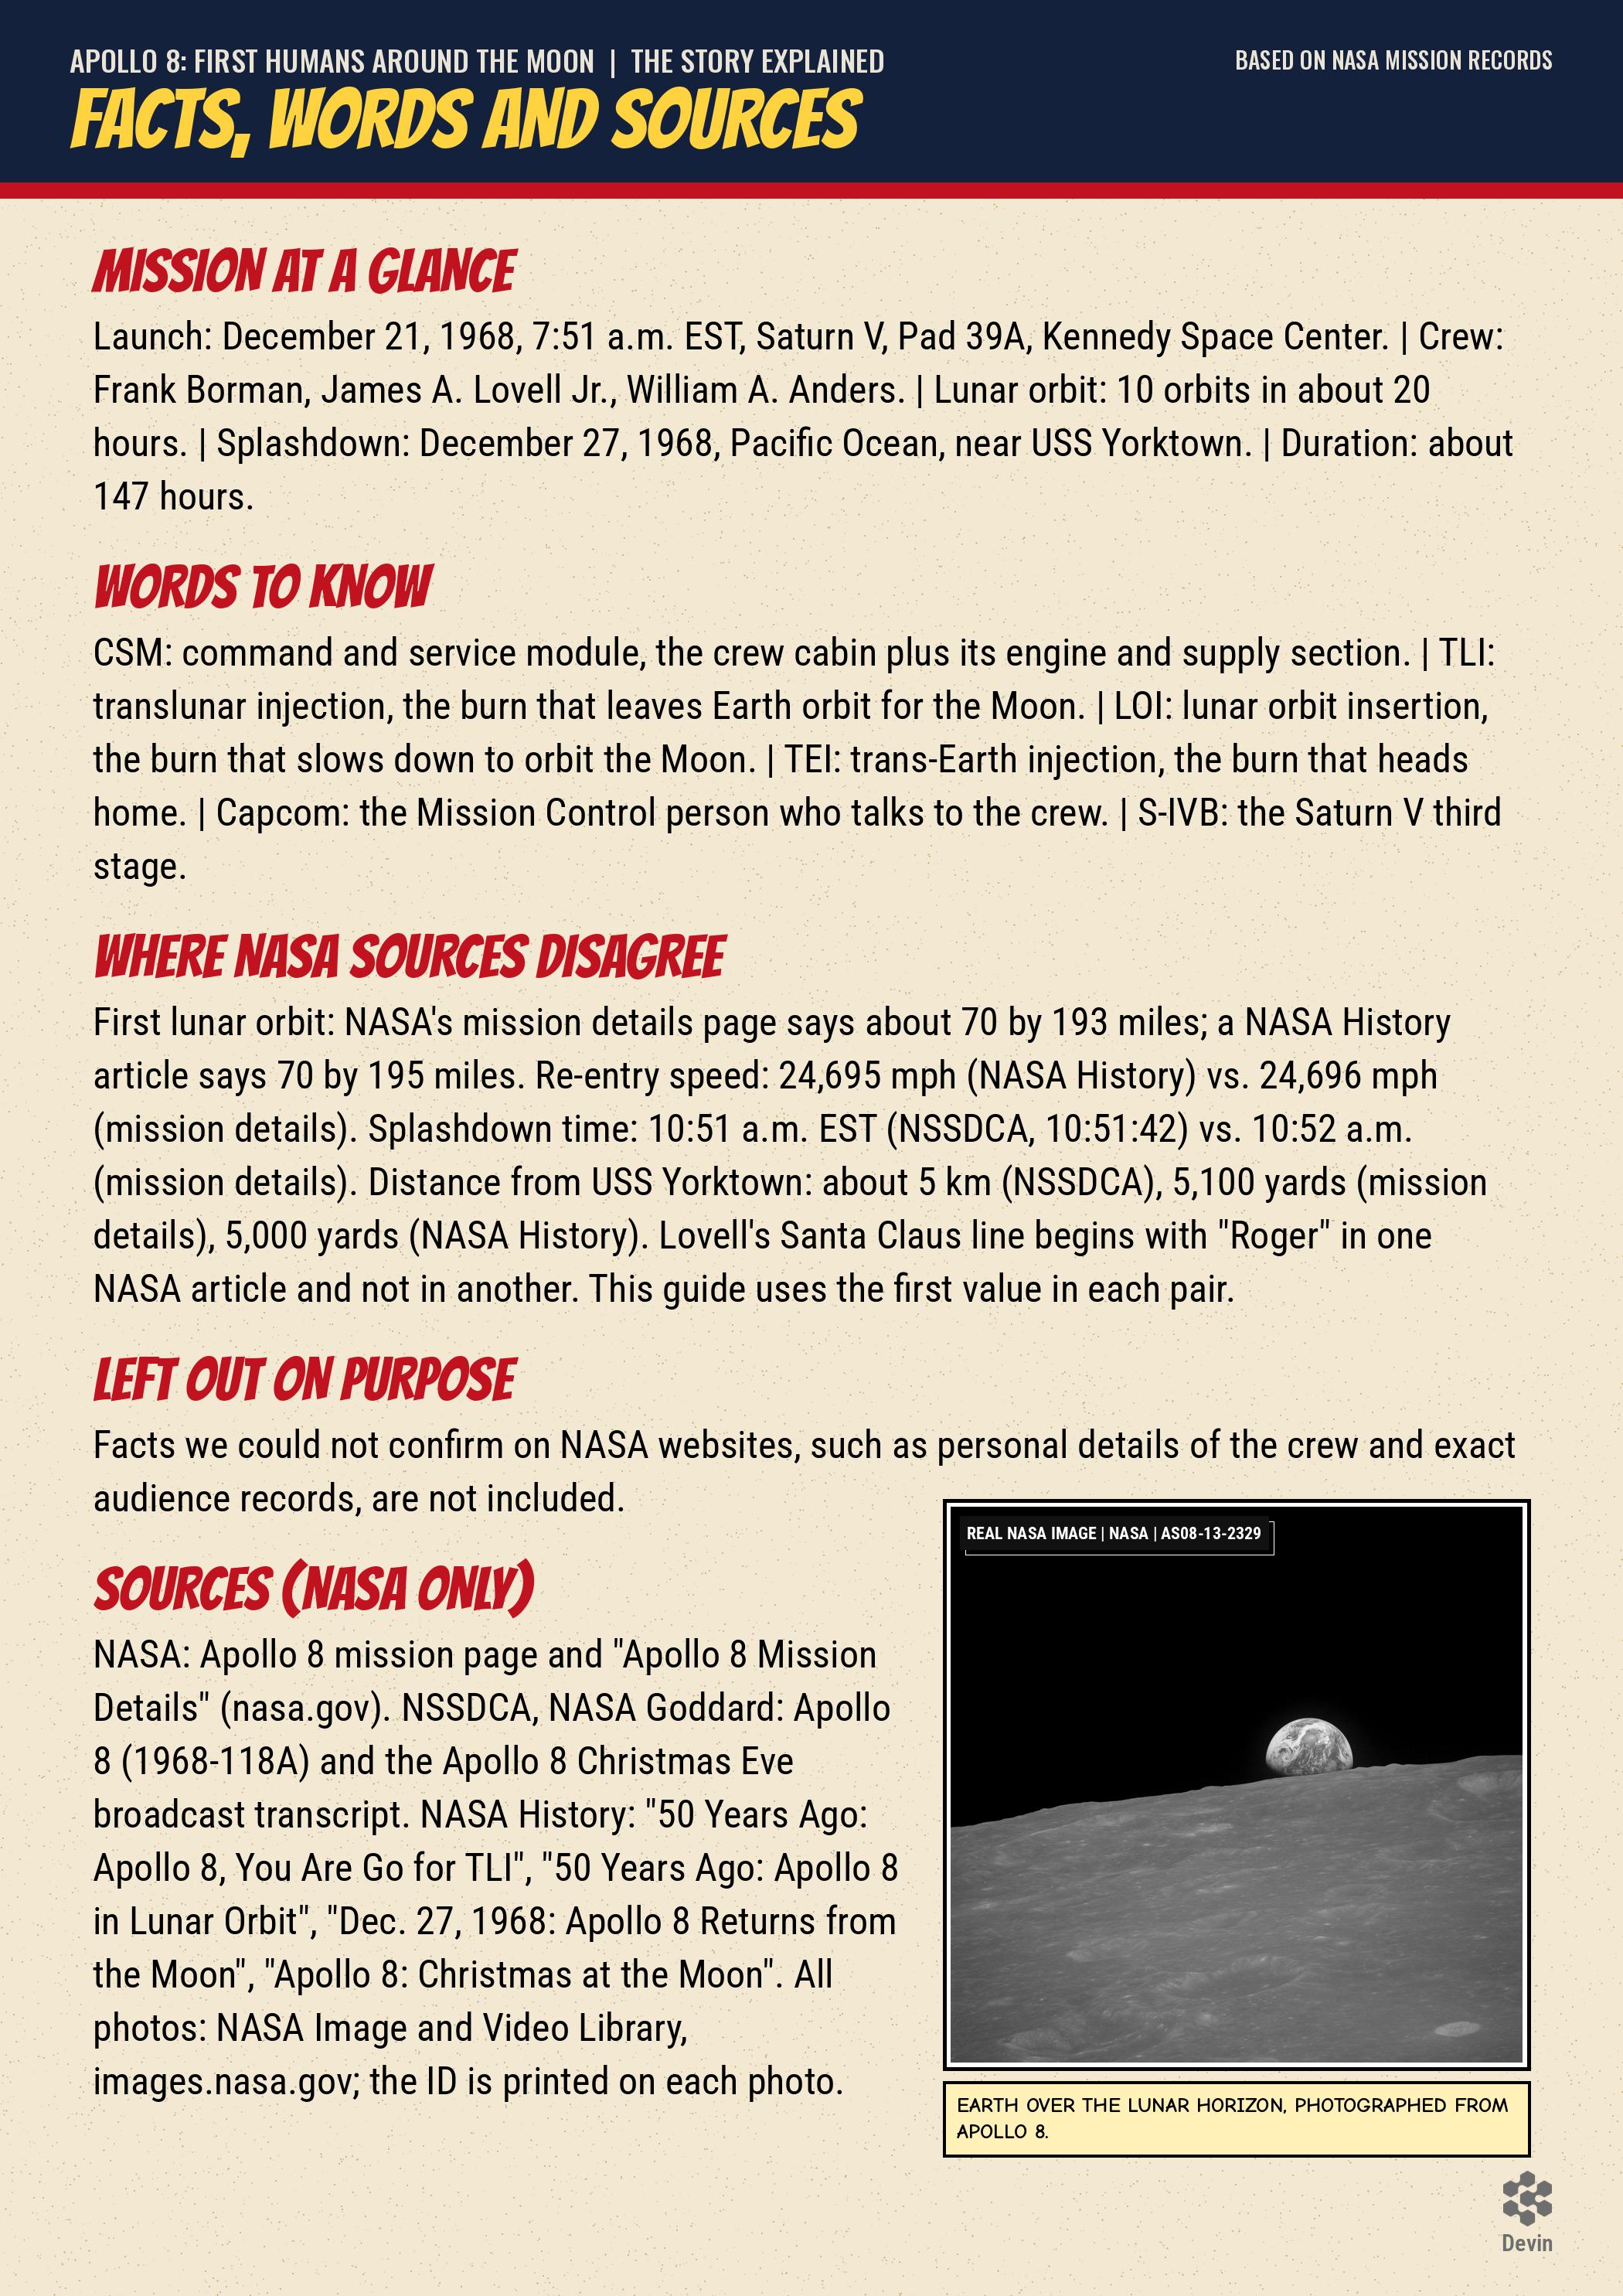 APOLLO 8: FIRST HUMANS AROUND THE MOON | THE STORY EXPLAINED
BASED ON NASA MISSION RECORDS
FACTS, WORDS AND SOURCES
MISSION AT A GLANCE
Launch: December 21, 1968, 7:51 a.m. EST, Saturn V, Pad 39A, Kennedy Space Center. | Crew:
Frank Borman, James A. Lovell Jr., William A. Anders. | Lunar orbit: 10 orbits in about 20
hours. | Splashdown: December 27, 1968, Pacific Ocean, near USS Yorktown. | Duration: about
147 hours.
WORDS TO KNOW
CSM: command and service module, the crew cabin plus its engine and supply section. | TLI:
translunar injection, the burn that leaves Earth orbit for the Moon. | LOI: lunar orbit insertion,
the burn that slows down to orbit the Moon. | TEI: trans-Earth injection, the burn that heads
home. | Capcom: the Mission Control person who talks to the crew. | S-IVB: the Saturn V third
stage.
WHERE NASA SOURCES DISAGREE
First lunar orbit: NASA's mission details page says about 70 by 193 miles; a NASA History
article says 70 by 195 miles. Re-entry speed: 24,695 mph (NASA History) vs. 24,696 mph
(mission details). Splashdown time: 10:51 a.m. EST (NSSDCA, 10:51:42) vs. 10:52 a.m.
(mission details). Distance from USS Yorktown: about 5 km (NSSDCA), 5,100 yards (mission
details), 5,000 yards (NASA History). Lovell's Santa Claus line begins with "Roger" in one
NASA article and not in another. This guide uses the first value in each pair.
LEFT OUT ON PURPOSE
Facts we could not confirm on NASA websites, such as personal details of the crew and exact
audience records, are not included.
SOURCES (NASA ONLY)
NASA: Apollo 8 mission page and "Apollo 8 Mission
Details" (nasa.gov). NSSDCA, NASA Goddard: Apollo
8 (1968-118A) and the Apollo 8 Christmas Eve
broadcast transcript. NASA History: "50 Years Ago:
Apollo 8, You Are Go for TLI", "50 Years Ago: Apollo 8
in Lunar Orbit", "Dec. 27, 1968: Apollo 8 Returns from
the Moon", "Apollo 8: Christmas at the Moon". All
photos: NASA Image and Video Library,
images.nasa.gov; the ID is printed on each photo.
REAL NASA IMAGE | NASA | AS08-13-2329
EARTH OVER THE LUNAR HORIZON, PHOTOGRAPHED FROM
APOLLO 8.
Devin